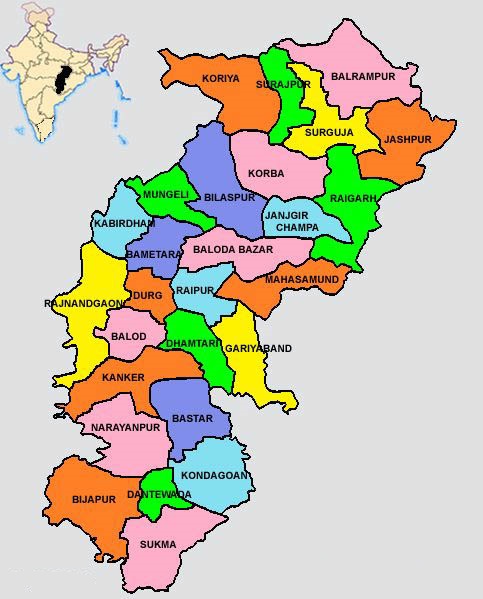 KORIYA
SURAJPUR
BALRAMPUR
SURGUJA
JASHPUR
KORBA
MUNGELI
BILASPUR
RAIGARH
KABIRDHAM
JANJGIR
CHAMPA
BAMETARA
BALODA BAZAR
MAHASAMUND
RAJNANDGAON
DURG
RAIPUR
BALOD
DHAMTARI
GARIYABAND
KANKER
BASTAR
NARAYANPUR
KONDAGOAN
BIJAPUR
DANTEWADA
SUKMA